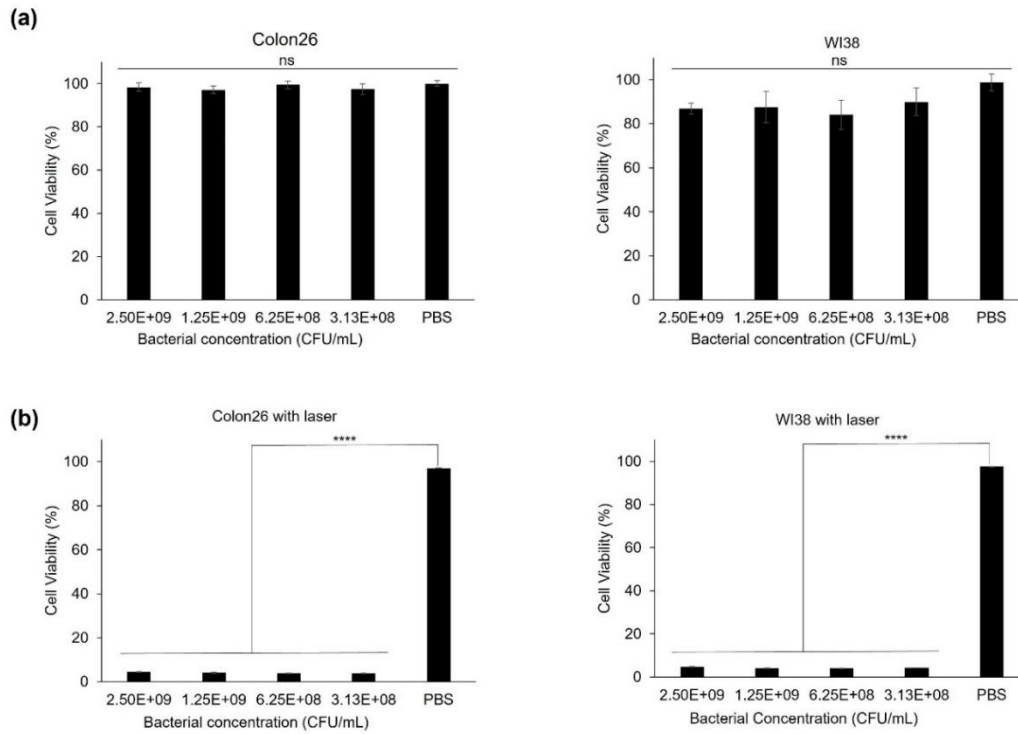 (a)
Colon26
ns
Cell Viability (%)
100
80
60
40
20
0
2.50E+09 1.25E+09 6.25E+08 3.13E+08 PBS
Bacterial concentration (CFU/mL)
WI38
ns
Cell Viability (%)
100
80
60
40
20
0
2.50E+09 1.25E+09 6.25E+08 3.13E+08 PBS
Bacterial concentration (CFU/mL)
(b)
Colon26 with laser
****
Cell Viability (%)
100
80
60
40
20
0
2.50E+09 1.25E+09 6.25E+08 3.13E+08 PBS
Bacterial concentration (CFU/mL)
WI38 with laser
****
Cell Viability (%)
100
80
60
40
20
0
2.50E+09 1.25E+09 6.25E+08 3.13E+08 PBS
Bacterial Concentration (CFU/mL)